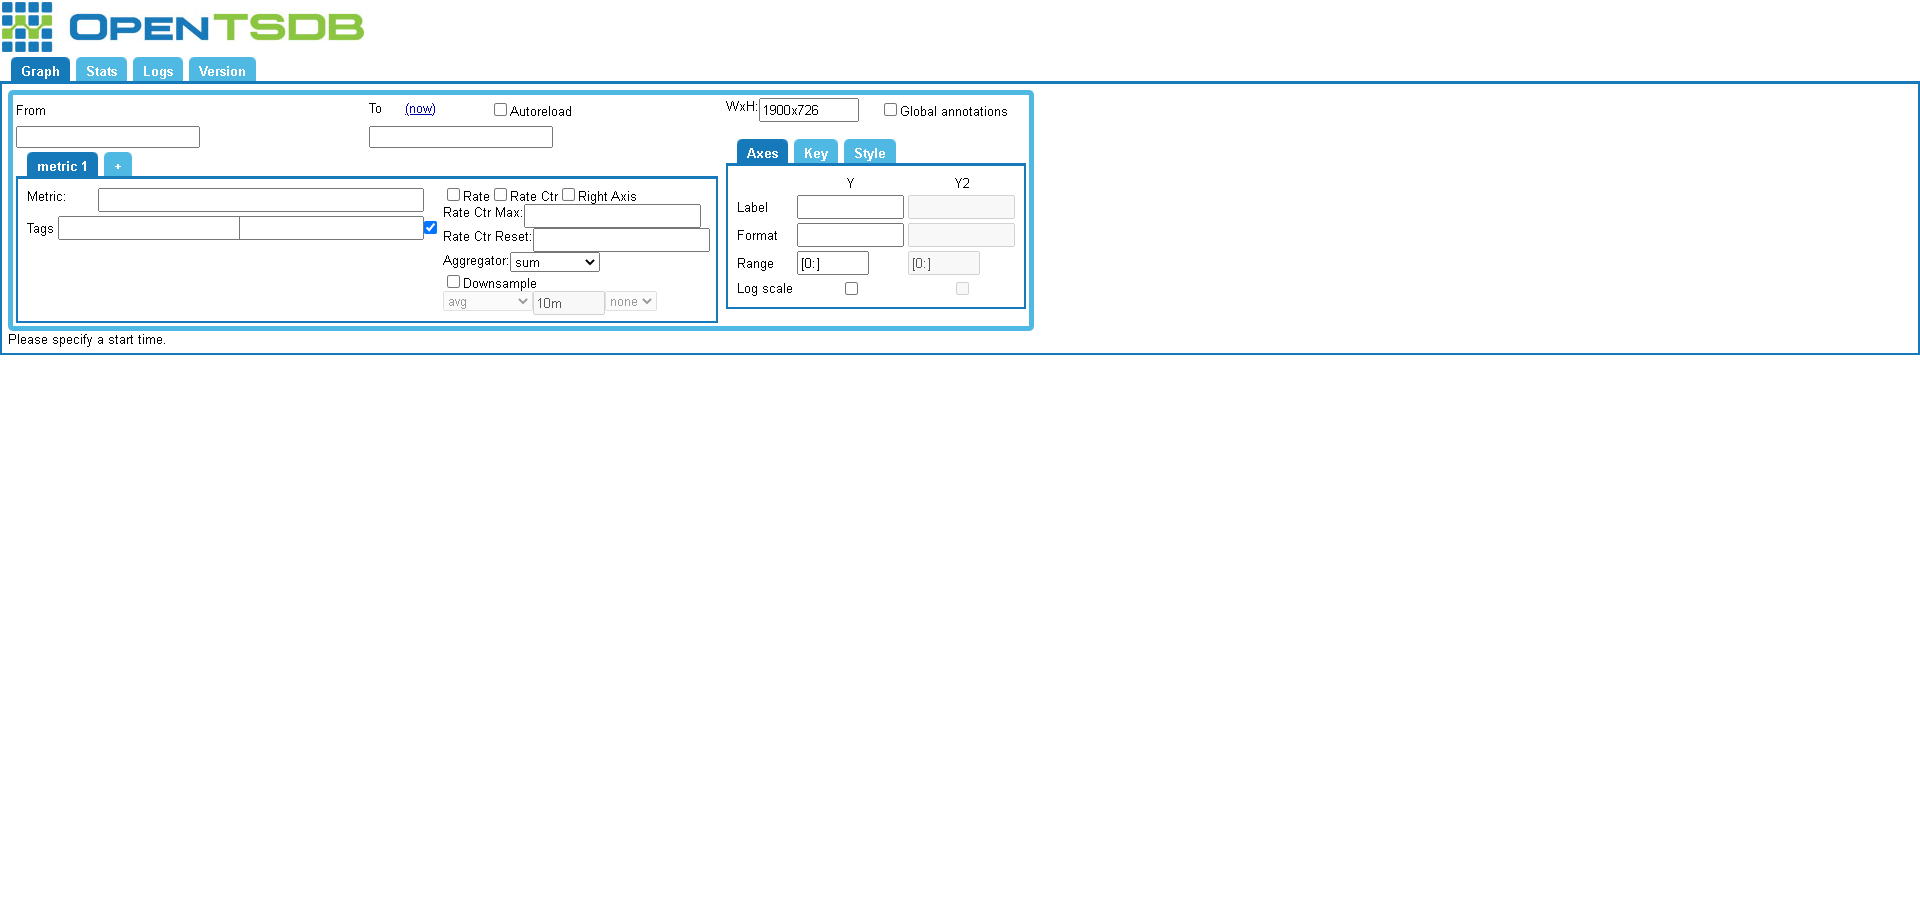 OPENTSDB
Graph Stats Logs Version
From To (now) Autoreload WxH: 1900x726 Global annotations
metric 1 +
Axes Key Style
Metric: Rate Rate Ctr Right Axis
Rate Ctr Max:
Tags
Rate Ctr Reset:
Aggregator: sum
Downsample
avg 10m none
Y Y2
Label
Format
Range [0:] [0:]
Log scale
Please specify a start time.